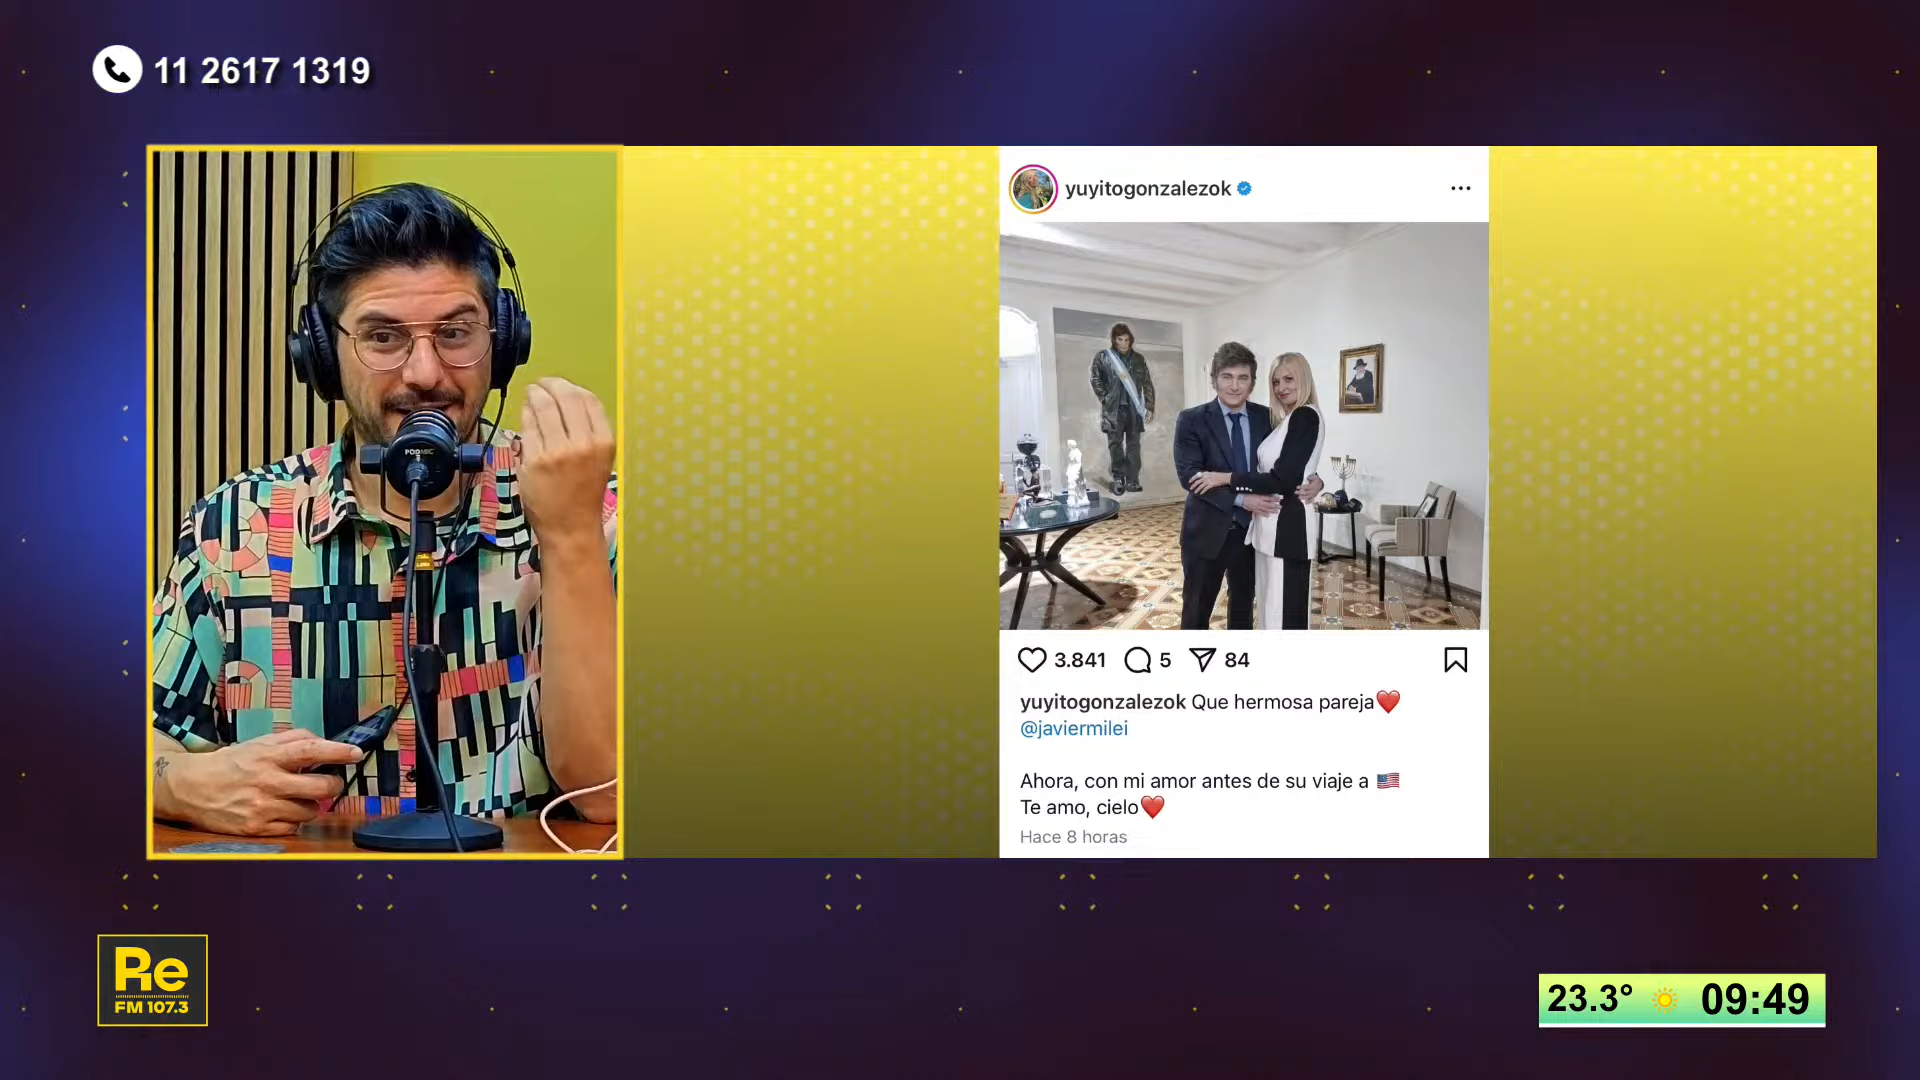 11 2617 1319
PODMIC
yuyitogonzalezok
3.841 5 84
yuyitogonzalezok Que hermosa pareja❤️
@javiermilei
Ahora, con mi amor antes de su viaje a 🇺🇸
Te amo, cielo❤️
Hace 8 horas
Re
FM 107.3
23.3° 09:49